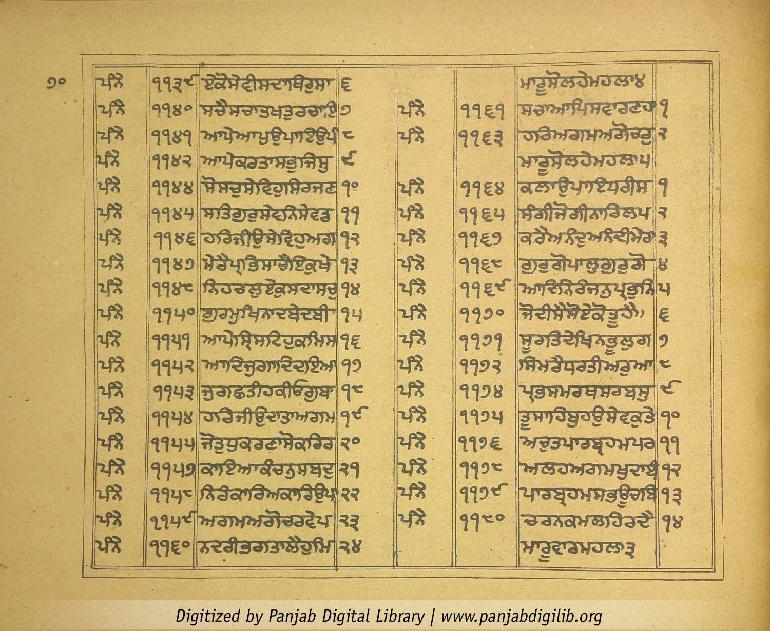 ੭੦
ਪੰਨੇ ੧੧੩੯ ਏਕੋਸੇਵੀਸਦਾਥਿਰੁਸਾ ੬
ਪੰਨੇ ੧੧੪੦ ਸਚੈਸਚਾਤਖਤੁਰਚਾਇ ੭
ਪੰਨੇ ੧੧੪੧ ਆਪੇਆਪੁਉਪਾਇਉਪੰ ੮
ਪੰਨੇ ੧੧੪੨ ਆਪੇਕਰਤਾਸਭੁਜਿਸੁ ੯
ਪੰਨੇ ੧੧੪੪ ਸੋਸਚੁਸੇਵਿਹੁਸਿਰਜਣ ੧੦
ਪੰਨੇ ੧੧੪੫ ਸਤਿਗੁਰੁਸੇਵਨਿਸੇਵਡ ੧੧
ਪੰਨੇ ੧੧੪੬ ਹਰਿਜੀਉਸੇਵਿਹੁਅਗ ੧੨
ਪੰਨੇ ੧੧੪੭ ਮੇਰੈਪ੍ਰਭਿਸਾਚੈਇਕੁਖੇ ੧੩
ਪੰਨੇ ੧੧੪੮ ਨਿਹਚਲੁਏਕੁਸਦਾਸਚੁ ੧੪
ਪੰਨੇ ੧੧੫੦ ਗੁਰਮੁਖਿਨਾਦਬੇਦਬੀ ੧੫
ਪੰਨੇ ੧੧੫੧ ਆਪੇਸ੍ਰਿਸਟਿਹੁਕਮਿਸ ੧੬
ਪੰਨੇ ੧੧੫੨ ਆਦਿਜੁਗਾਦਿਦਇਆ ੧੭
ਪੰਨੇ ੧੧੫੩ ਜੁਗਛਤੀਹਕੀਓਗੁਬਾ ੧੮
ਪੰਨੇ ੧੧੫੪ ਹਰਿਜੀਉਦਾਤਾਅਗਮ ੧੯
ਪੰਨੇ ੧੧੫੫ ਜੋਤੁਧੁਕਰਣਾਸੋਕਰਿਰ ੨੦
ਪੰਨੇ ੧੧੫੭ ਕਾਇਆਕੰਚਨੁਸਬਦੁ ੨੧
ਪੰਨੇ ੧੧੫੮ ਨਿਰੰਕਾਰਿਅਕਾਰਿਉਪ ੨੨
ਪੰਨੇ ੧੧੫੯ ਅਗਮਅਗੋਚਰਵੇਪ ੨੩
ਪੰਨੇ ੧੧੬੦ ਨਦਰੀਭਗਤਾਲੈਹੁਮਿ ੨੪
ਮਾਰੂਸੋਲਹੇਮਹਲਾ੪
ਪੰਨੇ ੧੧੬੧ ਸਚਾਆਪਿਸਵਾਰਣਹਾ ੧
ਪੰਨੇ ੧੧੬੩ ਹਰਿਅਗਮਅਗੋਚਰੁ ੨
ਮਾਰੂਸੋਲਹੇਮਹਲਾ੫
ਪੰਨੇ ੧੧੬੪ ਕਲਾਉਪਾਇਧਰੀਸ ੧
ਪੰਨੇ ੧੧੬੫ ਸੰਗੀਜੋਗੀਨਾਰਿਲਪ ੨
ਪੰਨੇ ੧੧੬੭ ਕਰੈਅਨੰਦੁਅਨੰਦੀਮੇਰਾ ੩
ਪੰਨੇ ੧੧੬੮ ਗੁਰੁਗੋਪਾਲੁਗੁਰੁਗੋ ੪
ਪੰਨੇ ੧੧੬੯ ਆਦਿਨਿਰੰਜਨੁਪ੍ਰਭੁਨਿ ੫
ਪੰਨੇ ੧੧੭੦ ਜੋਦੀਸੈਸੋਏਕੋਤੂਹੈ ੬
ਪੰਨੇ ੧੧੭੧ ਸੂਰਤਿਦੇਖਿਨਭੂਲੁਗ ੭
ਪੰਨੇ ੧੧੭੨ ਸਿਮਰੈਧਰਤੀਅਰੁਆ ੮
ਪੰਨੇ ੧੧੭੪ ਪ੍ਰਭਸਮਰਥਸਰਬਸੁ ੯
ਪੰਨੇ ੧੧੭੫ ਤੂਸਾਹਿਬੁਹਉਸੇਵਕੁਤੇ ੧੦
ਪੰਨੇ ੧੧੭੬ ਅਚੁਤਪਾਰਬ੍ਰਹਮਪਰ ੧੧
ਪੰਨੇ ੧੧੭੮ ਅਲਹਅਗਮਖੁਦਾਈ ੧੨
ਪੰਨੇ ੧੧੭੯ ਪਾਰਬ੍ਰਹਮਸਭਊਚਬਿ ੧੩
ਪੰਨੇ ੧੧੮੦ ਚਰਨਕਮਲਹਿਰਦੈ ੧੪
ਮਾਰੂਵਾਰਮਹਲਾ੩
Digitized by Panjab Digital Library | www.panjabdigilib.org